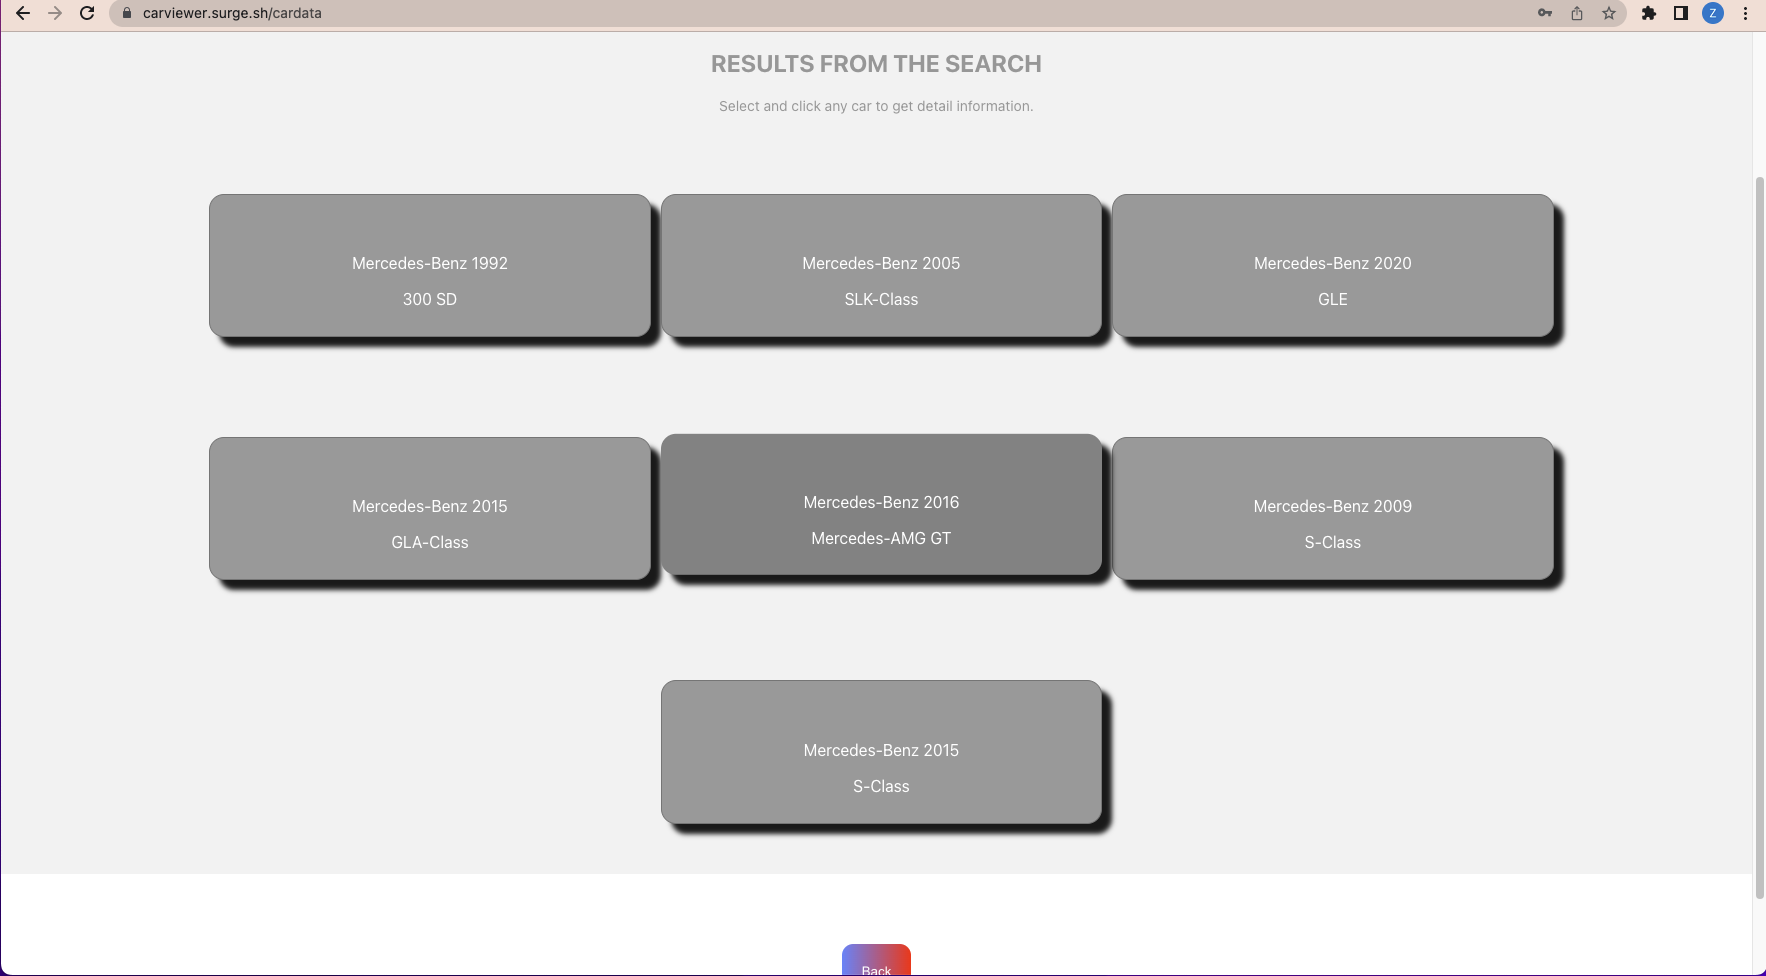 carviewer.surge.sh/cardata
Z
RESULTS FROM THE SEARCH
Select and click any car to get detail information.
Mercedes-Benz 1992
300 SD
Mercedes-Benz 2005
SLK-Class
Mercedes-Benz 2020
GLE
Mercedes-Benz 2015
GLA-Class
Mercedes-Benz 2016
Mercedes-AMG GT
Mercedes-Benz 2009
S-Class
Mercedes-Benz 2015
S-Class
Back